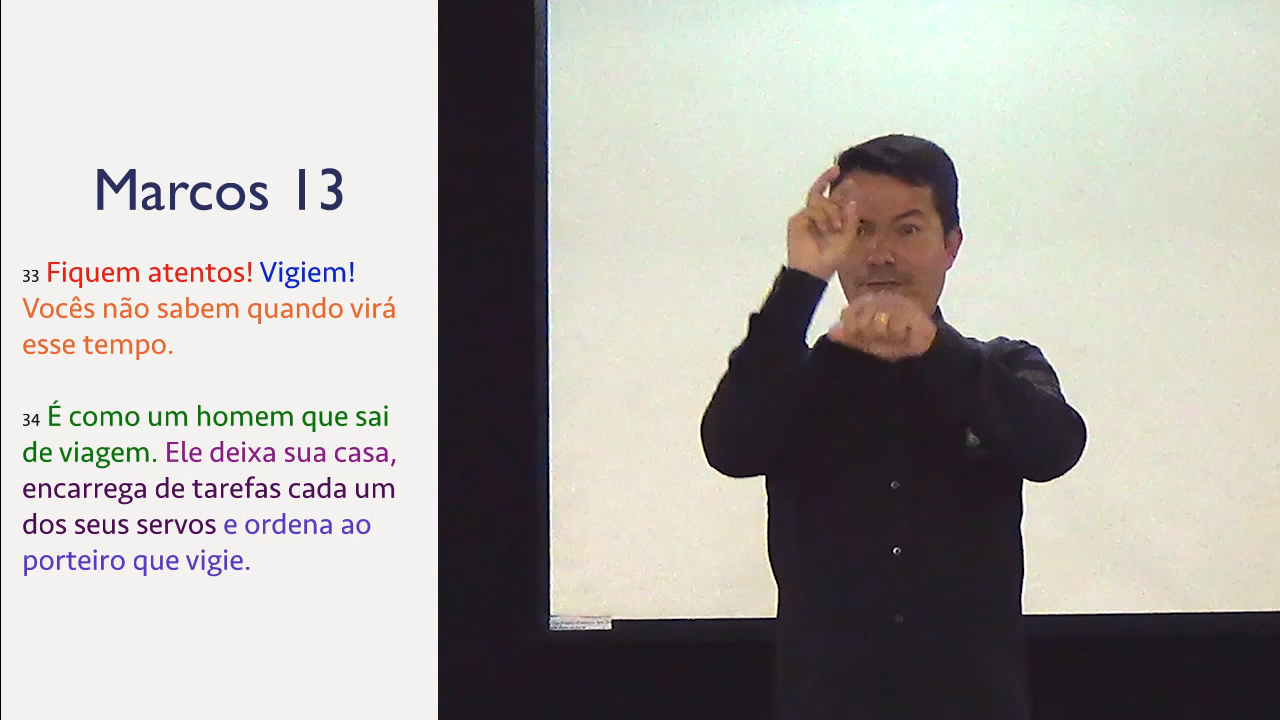 Marcos 13
33 Fiquem atentos! Vigiem!
Vocês não sabem quando virá
esse tempo.
34 É como um homem que sai
de viagem. Ele deixa sua casa,
encarrega de tarefas cada um
dos seus servos e ordena ao
porteiro que vigie.